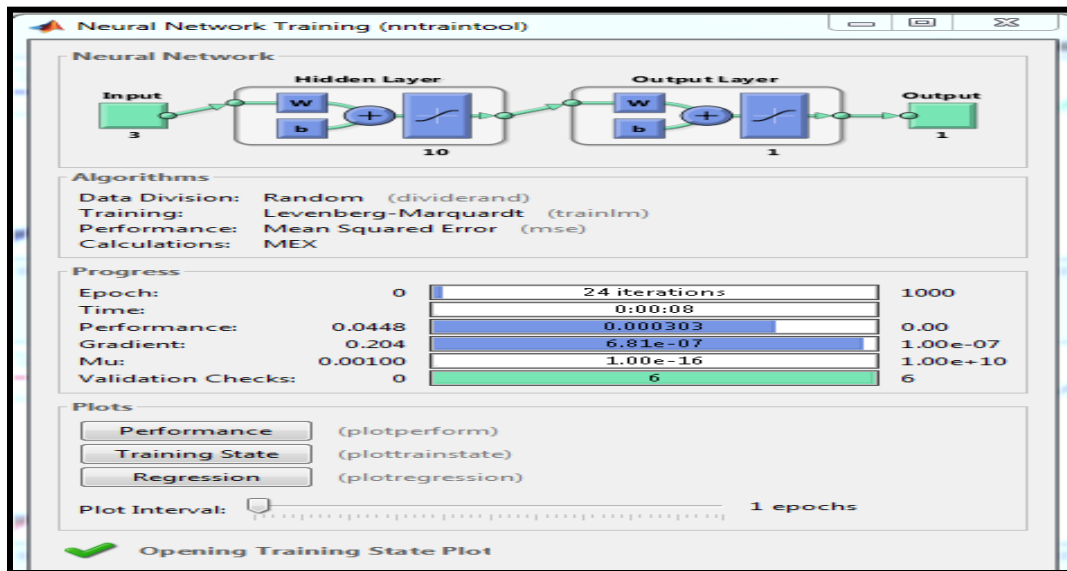 Neural Network Training (nntraintool)
Neural Network
Hidden Layer Output Layer
Input Output
w w
b b
3 1
10 1
Algorithms
Data Division: Random (dividerand)
Training: Levenberg-Marquardt (trainlm)
Performance: Mean Squared Error (mse)
Calculations: MEX
Progress
Epoch: 0 24 iterations 1000
Time: 0:00:08
Performance: 0.0448 0.000303 0.00
Gradient: 0.204 6.81e-07 1.00e-07
Mu: 0.00100 1.00e-16 1.00e+10
Validation Checks: 0 6 6
Plots
Performance (plotperform)
Training State (plottrainstate)
Regression (plotregression)
Plot Interval: 1 epochs
Opening Training State Plot